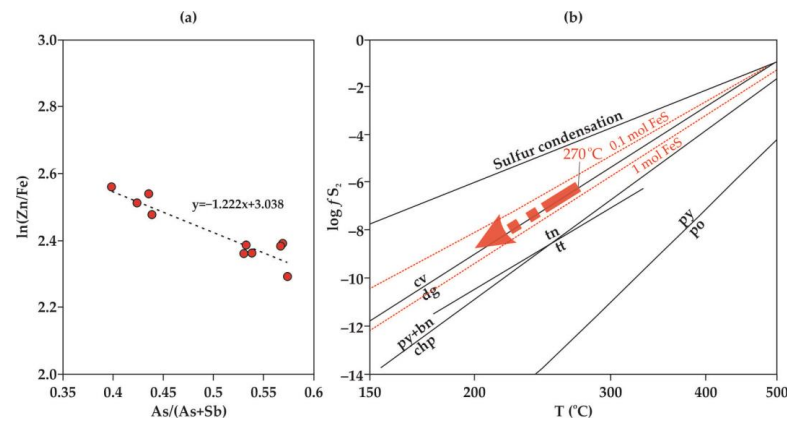 (a)
3.0
2.8
2.6
2.4
2.2
2.0
ln(Zn/Fe)
y=−1.222x+3.038
0.35
0.4
0.45
0.5
0.55
0.6
As/(As+Sb)
(b)
0
−2
−4
−6
−8
−10
−12
−14
log f S₂
Sulfur condensation
0.1 mol FeS
270 °C
1 mol FeS
tn
tt
cv
dg
py+bn
chp
py
po
150
200
300
400
500
T (°C)